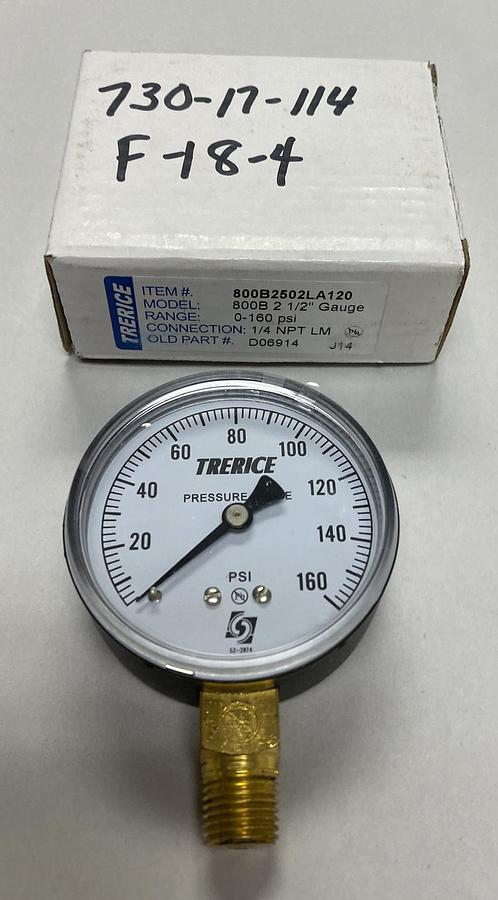 730-17-114
F-18-4
TRERICE
ITEM #. 800B2502LA120
MODEL: 800B 2 1/2" Gauge
RANGE: 0-160 psi
CONNECTION: 1/4 NPT LM
OLD PART #. D06914 J14
80
60 100
TRERICE
40 120
PRESSURE
20 140
PSI 160
52-2874